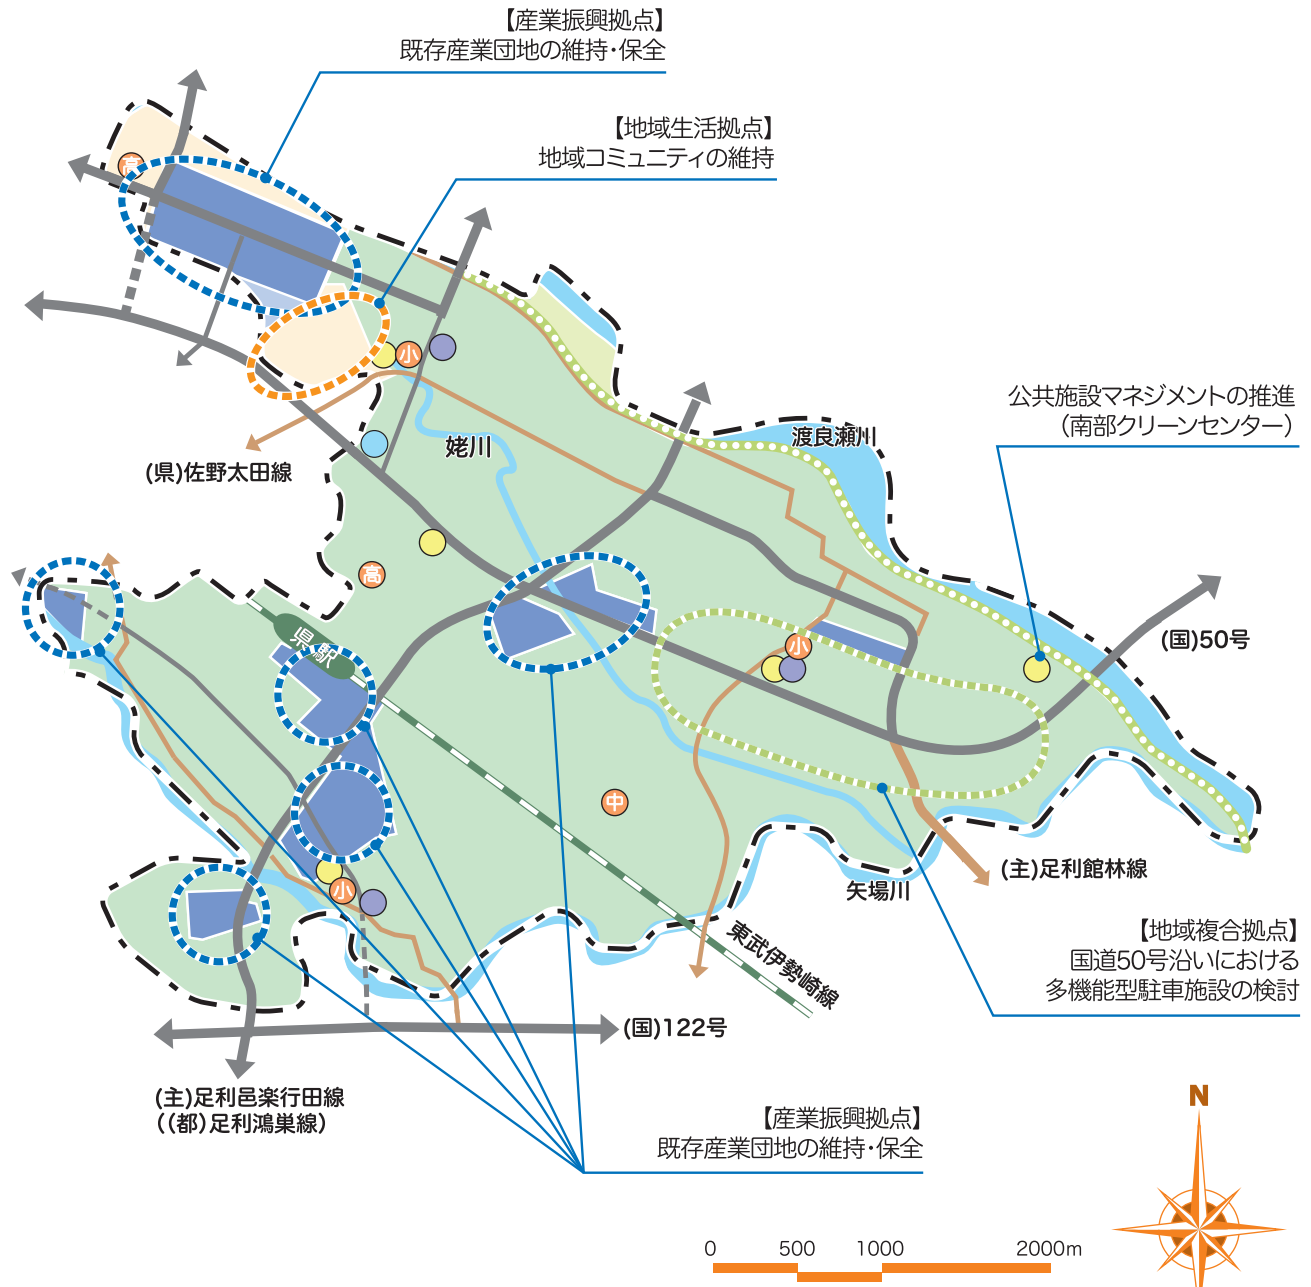 【産業振興拠点】
既存産業団地の維持・保全
【地域生活拠点】
地域コミュニティの維持
高
小
公共施設マネジメントの推進
（南部クリーンセンター）
渡良瀬川
姥川
(県)佐野太田線
高
県駅
小
(国)50号
中
小
(主)足利館林線
矢場川
東武伊勢崎線
【地域複合拠点】
国道50号沿いにおける
多機能型駐車施設の検討
(国)122号
(主)足利邑楽行田線
((都)足利鴻巣線)
【産業振興拠点】
既存産業団地の維持・保全
N
0 500 1000 2000m